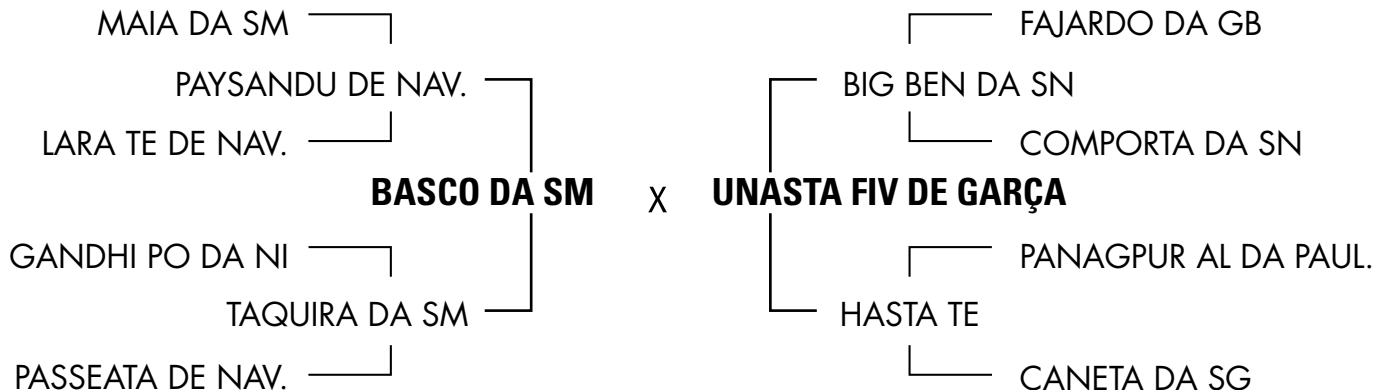 MAIA DA SM FAJARDO DA GB
PAYSANDU DE NAV. BIG BEN DA SN
LARA TE DE NAV. COMPORTA DA SN
BASCO DA SM X UNASTA FIV DE GARÇA
GANDHI PO DA NI PANAGPUR AL DA PAUL.
TAQUIRA DA SM HASTA TE
PASSEATA DE NAV. CANETA DA SG